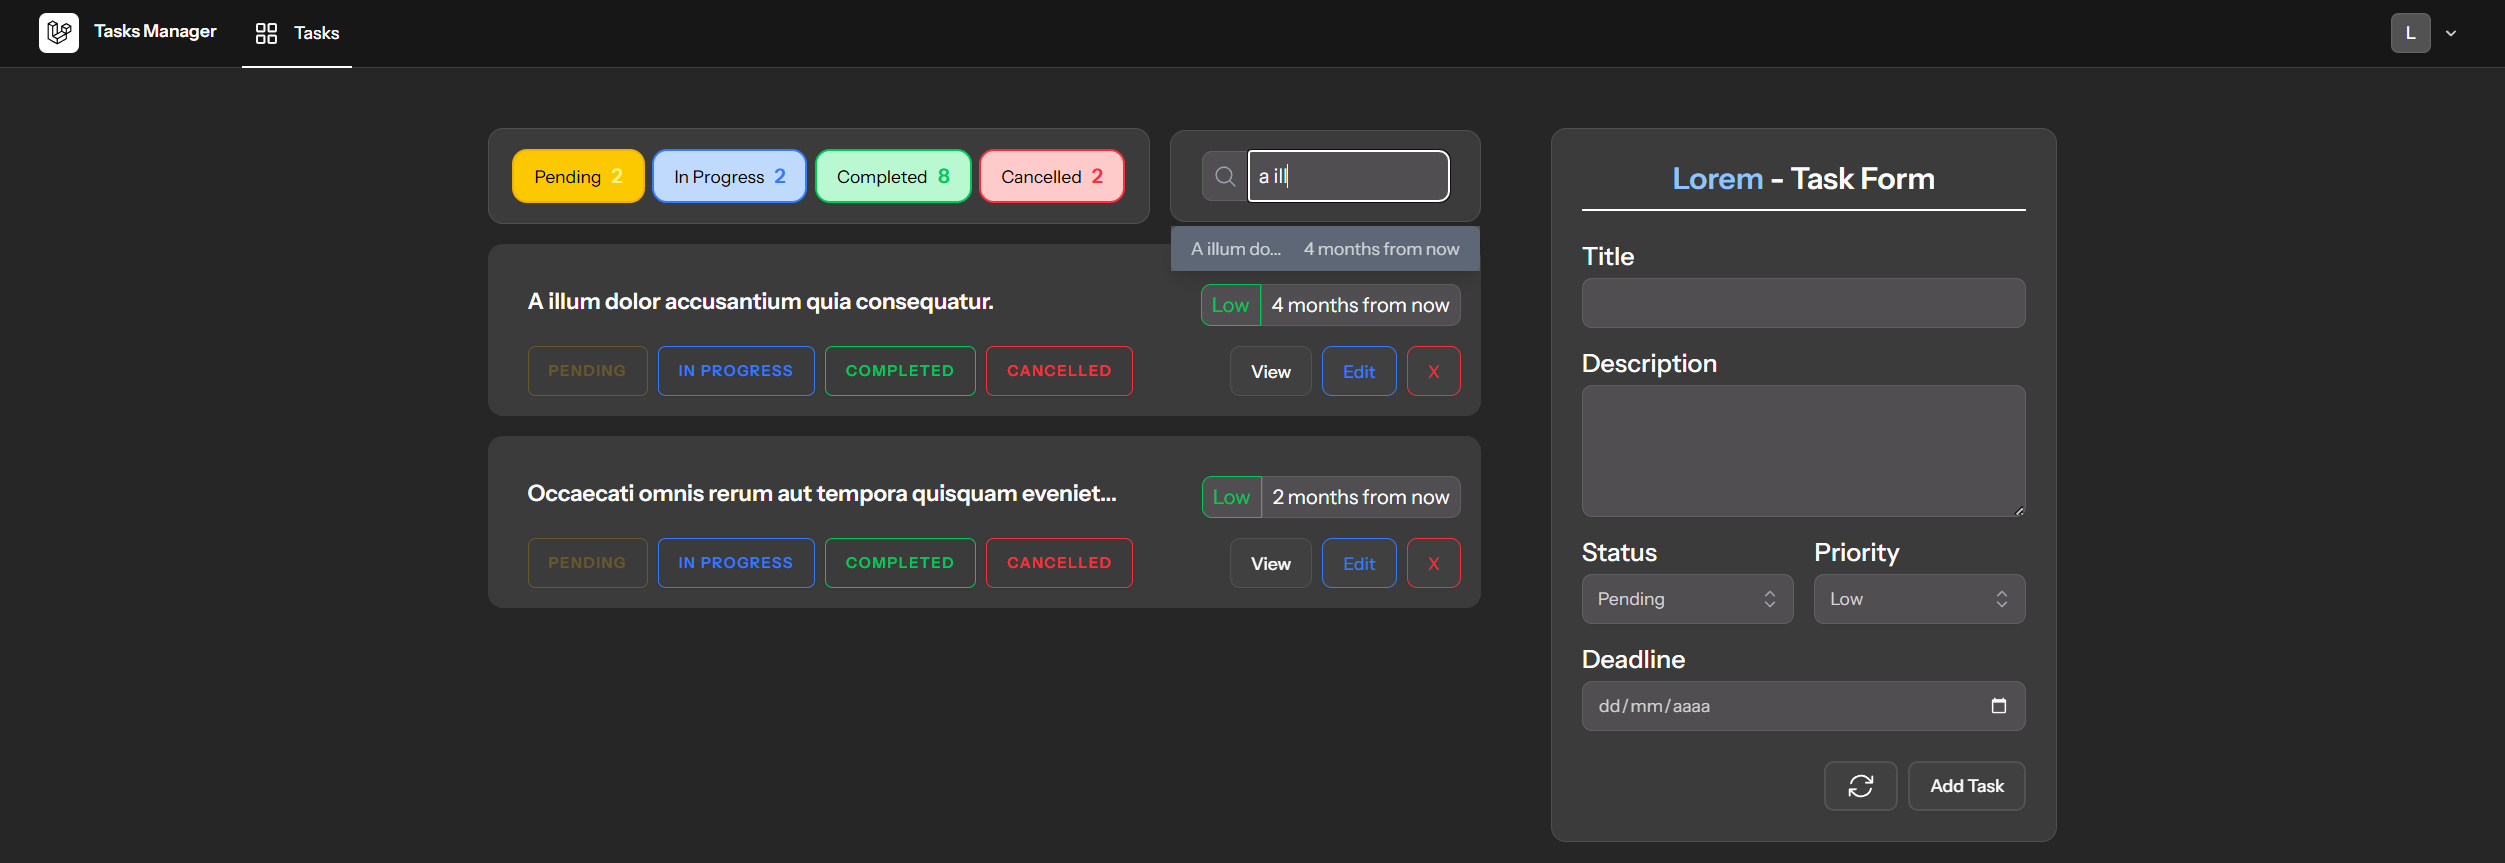 Tasks Manager
Tasks
L
Pending 2
In Progress 2
Completed 8
Cancelled 2
a ill
A illum do... 4 months from now
A illum dolor accusantium quia consequatur.
Low 4 months from now
PENDING
IN PROGRESS
COMPLETED
CANCELLED
View
Edit
X
Occaecati omnis rerum aut tempora quisquam eveniet...
Low 2 months from now
PENDING
IN PROGRESS
COMPLETED
CANCELLED
View
Edit
X
Lorem - Task Form
Title
Description
Status
Priority
Pending
Low
Deadline
dd/mm/aaaa
Add Task